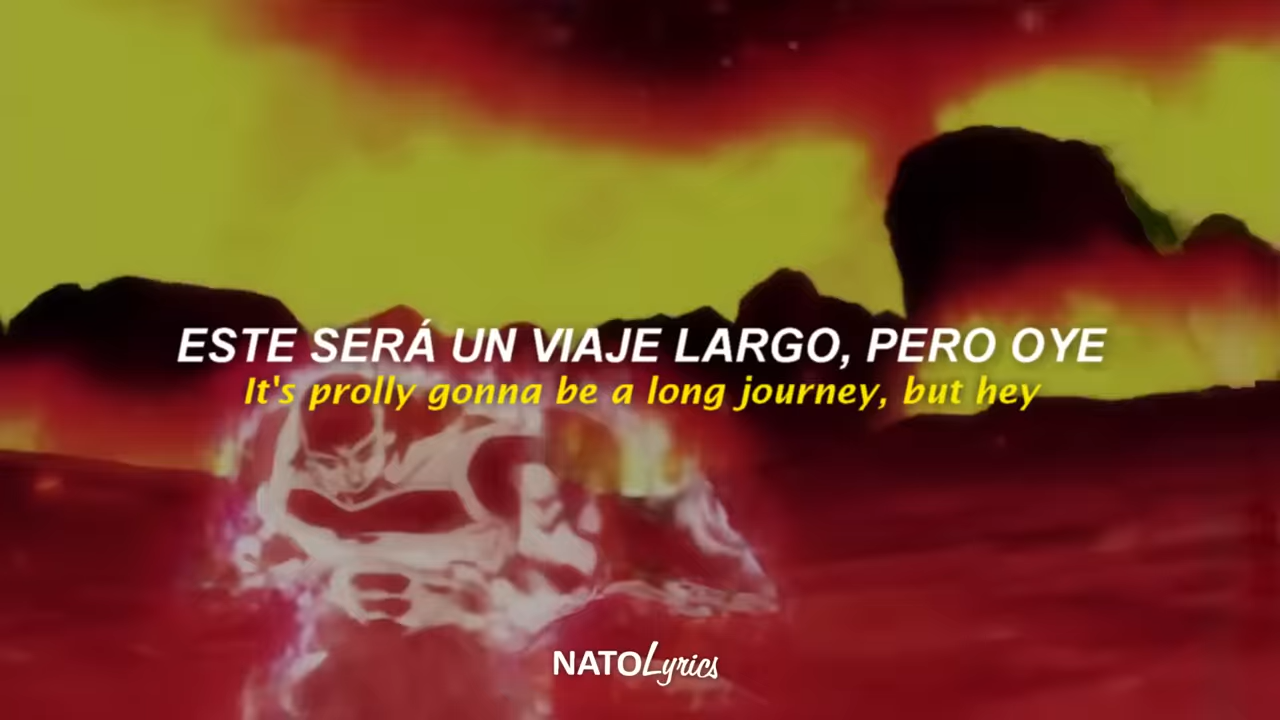 ESTE SERÁ UN VIAJE LARGO, PERO OYE
It's prolly gonna be a long journey, but hey
NATOLyrics